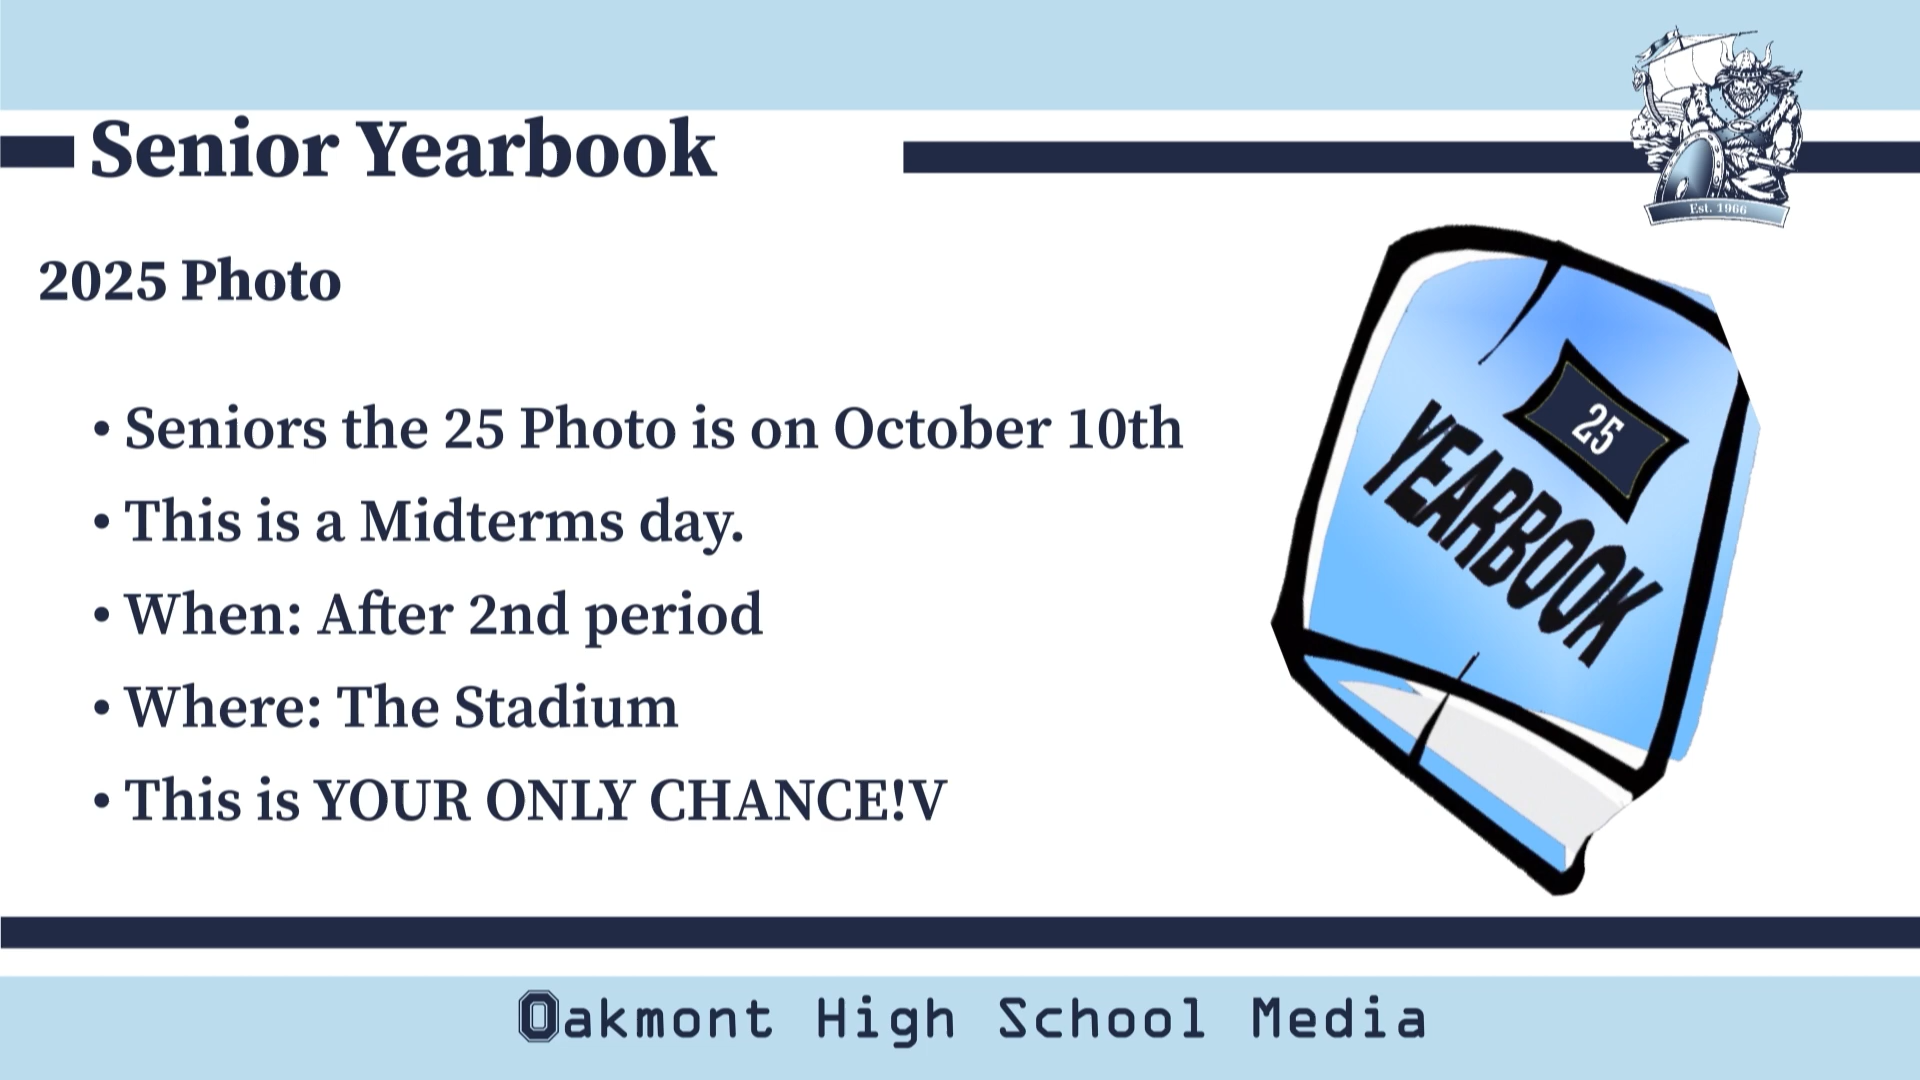 Senior Yearbook
Est. 1966
2025 Photo
• Seniors the 25 Photo is on October 10th
• This is a Midterms day.
• When: After 2nd period
• Where: The Stadium
• This is YOUR ONLY CHANCE!V
25
YEARBOOK
Oakmont High School Media